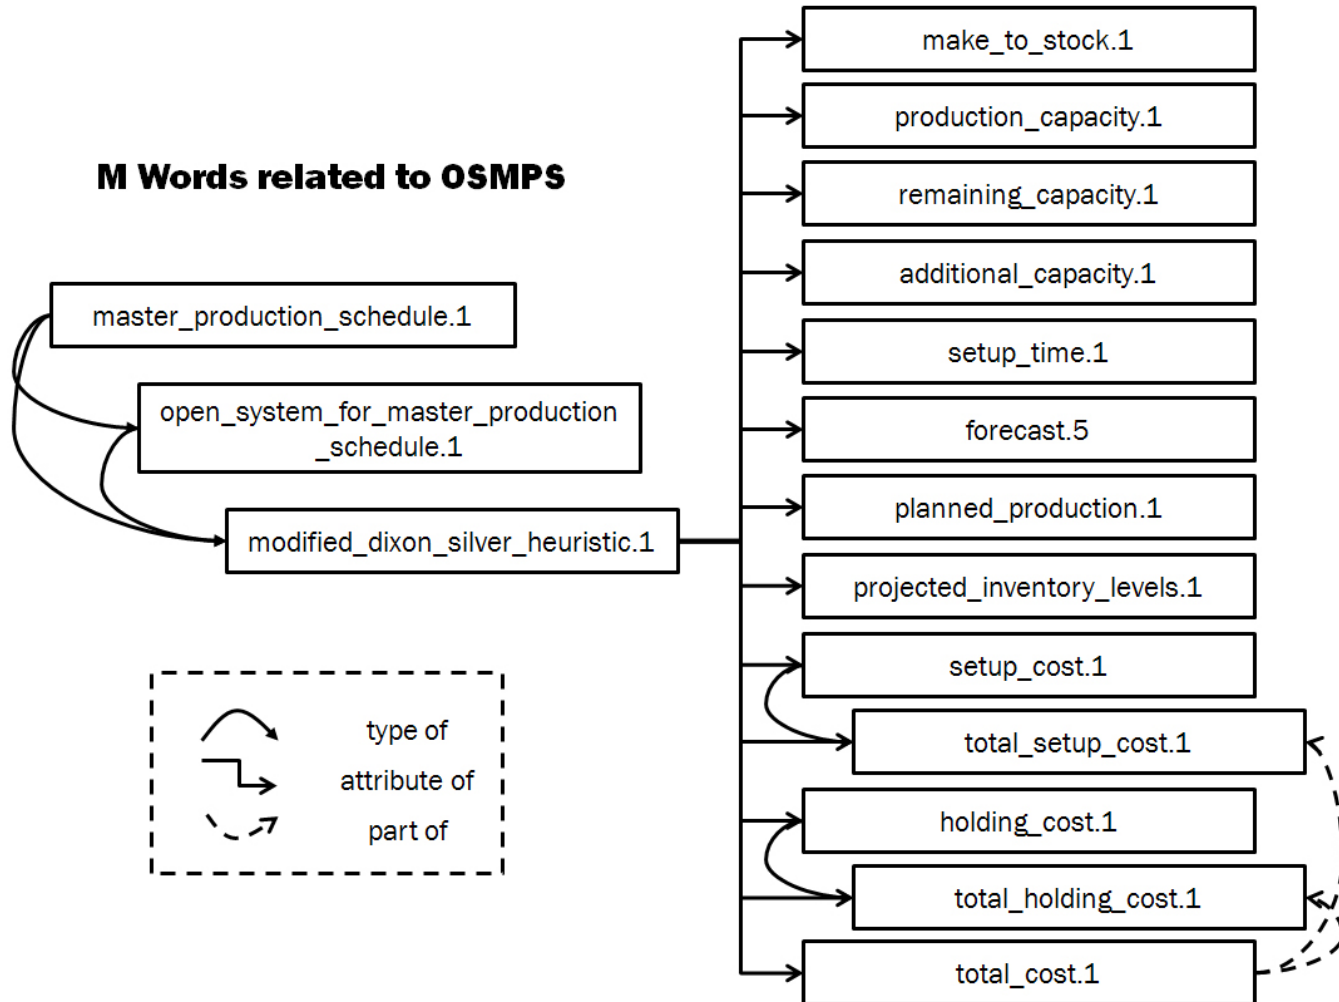 M Words related to OSMPS
master_production_schedule.1
open_system_for_master_production
_schedule.1
modified_dixon_silver_heuristic.1
type of
attribute of
part of
make_to_stock.1
production_capacity.1
remaining_capacity.1
additional_capacity.1
setup_time.1
forecast.5
planned_production.1
projected_inventory_levels.1
setup_cost.1
total_setup_cost.1
holding_cost.1
total_holding_cost.1
total_cost.1